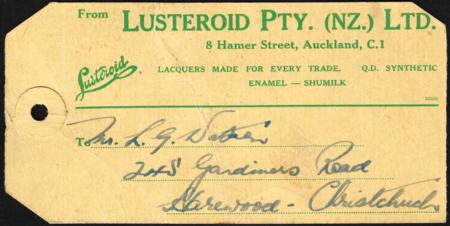 From LUSTEROID PTY. (NZ.) LTD.
8 Hamer Street, Auckland, C.1
Lusteroid
LACQUERS MADE FOR EVERY TRADE. Q.D. SYNTHETIC
ENAMEL — SHUMILK
To Mr. L. G.
245 Gardiners Road
Harewood - Christchurch